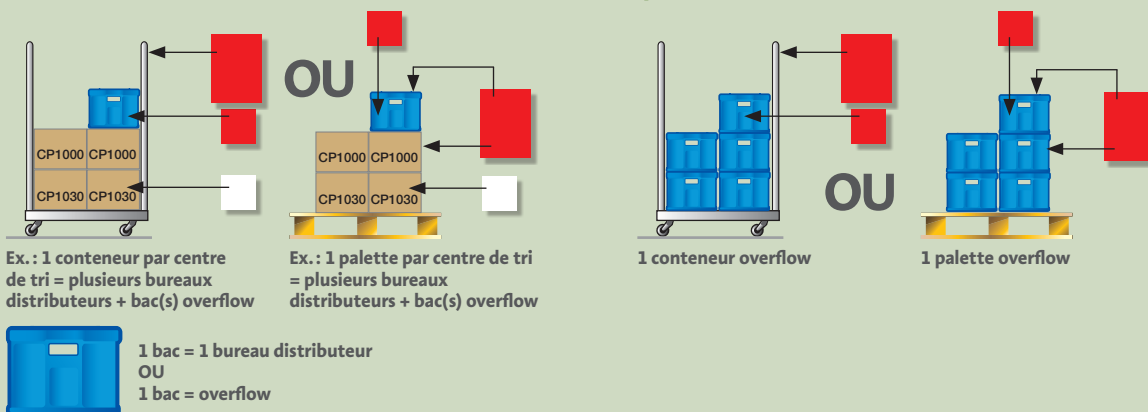 OU
CP1000 CP1000
CP1030 CP1030
CP1000 CP1000
CP1030 CP1030
OU
Ex. : 1 conteneur par centre
de tri = plusieurs bureaux
distributeurs + bac(s) overflow
Ex. : 1 palette par centre de tri
= plusieurs bureaux
distributeurs + bac(s) overflow
1 conteneur overflow
1 palette overflow
1 bac = 1 bureau distributeur
OU
1 bac = overflow